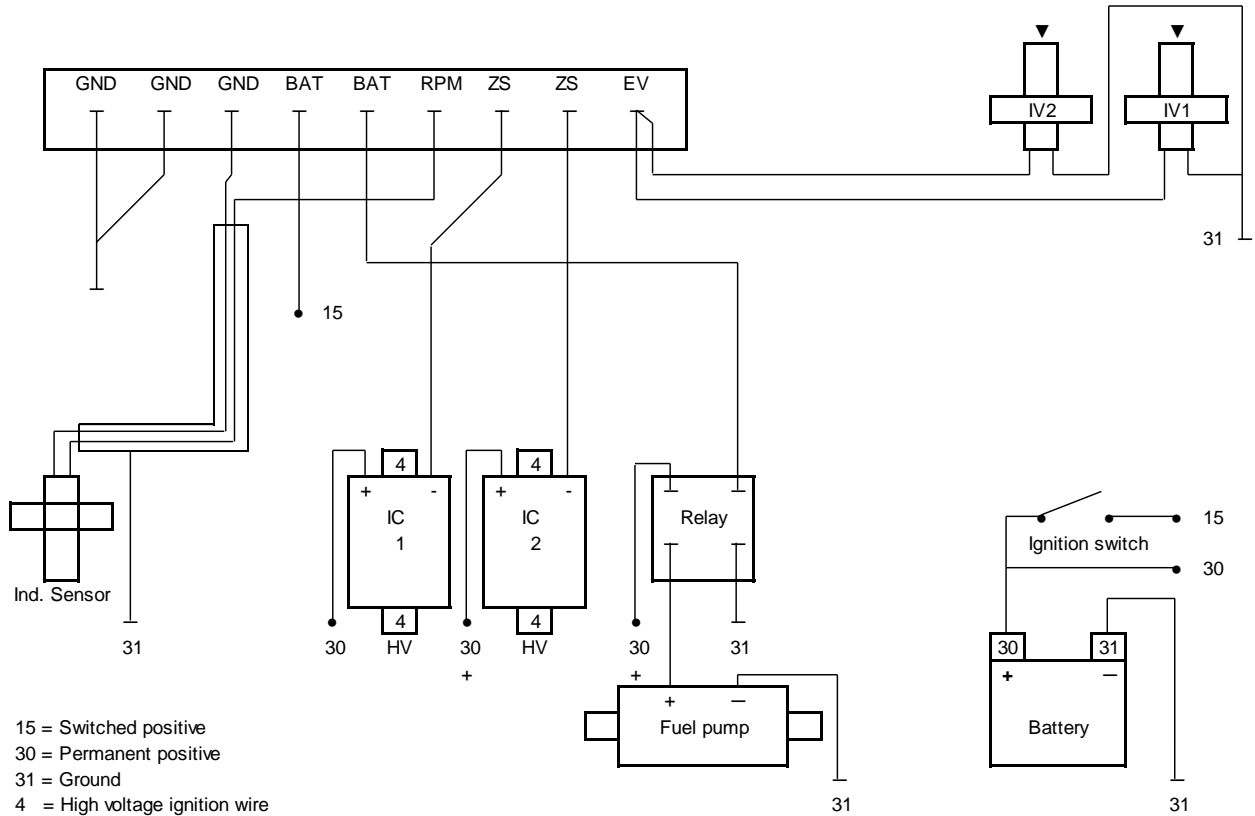 GND GND GND BAT BAT RPM ZS ZS EV
IV2 IV1
31
15
4 4
+ - + -
IC IC Relay
1 2
15
Ignition switch
30
Ind. Sensor
4 4
31 30 HV 30 HV 30 31 30 31
+ + + –
+ –
Fuel pump Battery
15 = Switched positive
30 = Permanent positive
31 = Ground
4 = High voltage ignition wire
31 31